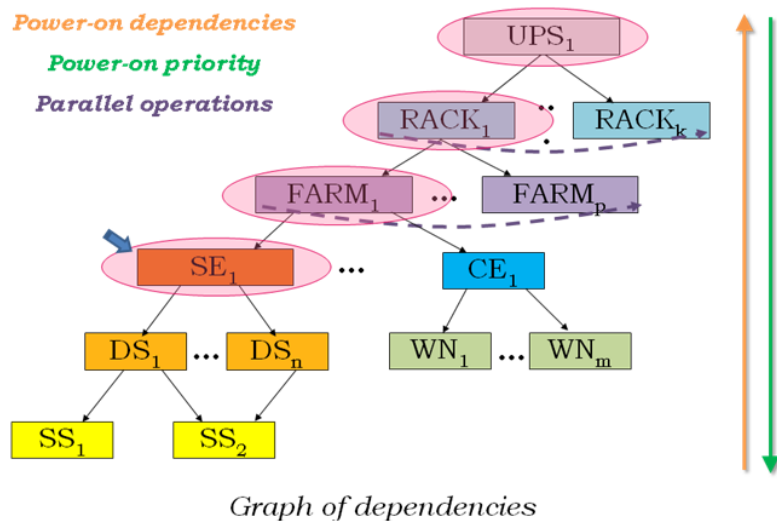 Power-on dependencies
Power-on priority
Parallel operations
UPS1
RACK1
RACKk
FARM1
...
FARMp
SE1
...
CE1
DS1
...
DSn
WN1
...
WNm
SS1
SS2
Graph of dependencies